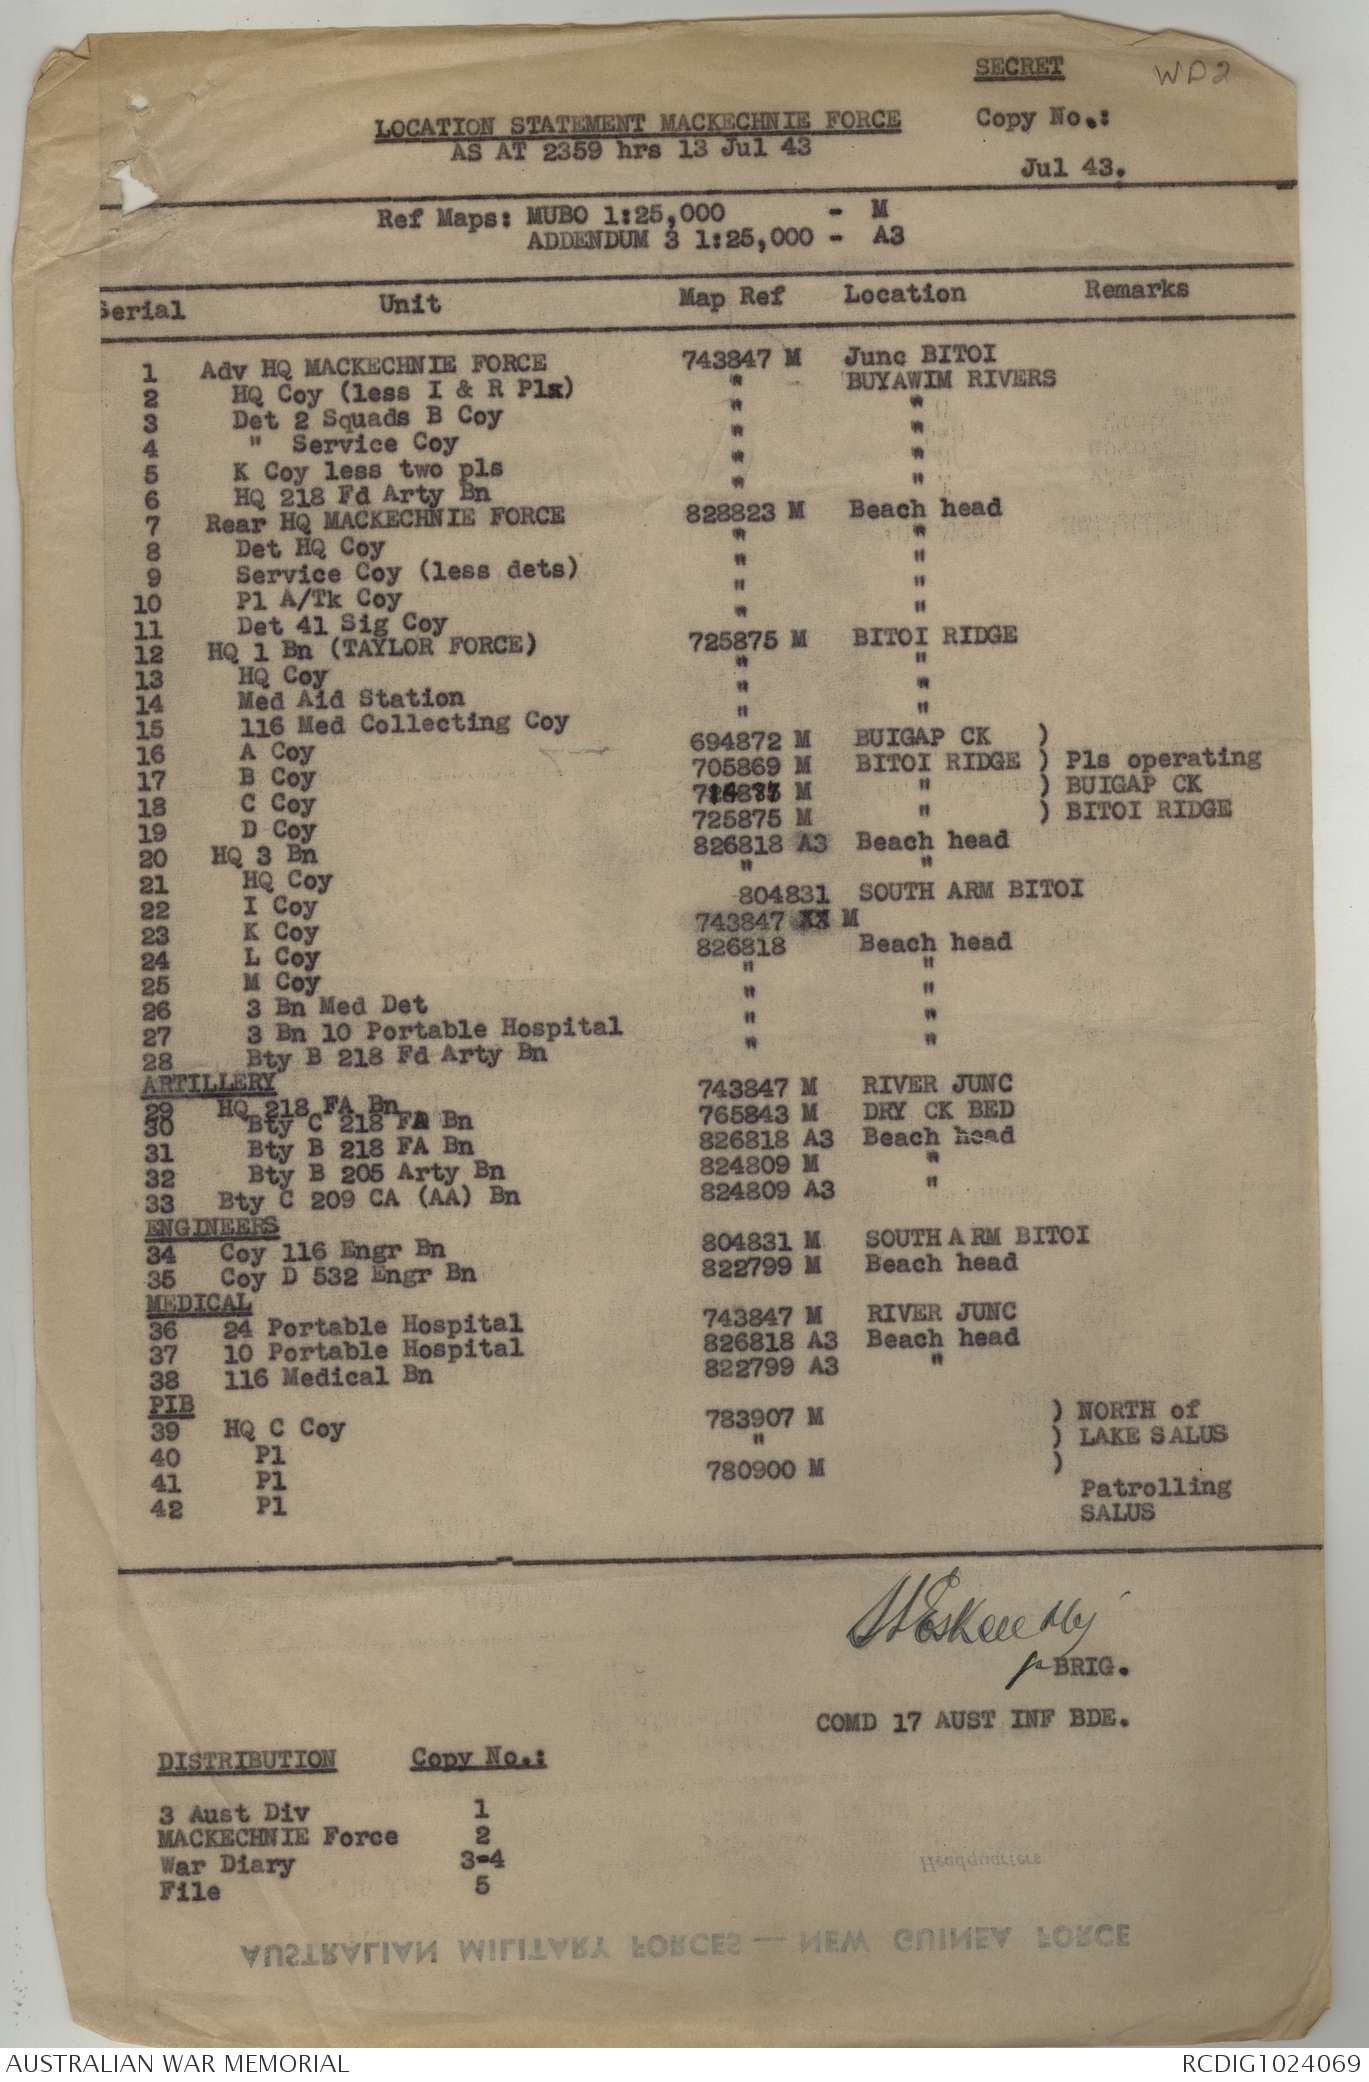 SECRET WD2
LOCATION STATEMENT MACKECHNIE FORCE Copy No.:
AS AT 2359 hrs 13 Jul 43
Jul 43.
Ref Maps: MUBO 1:25,000 - M
ADDENDUM 3 1:25,000 - A3
Serial Unit Map Ref Location Remarks
1 Adv HQ MACKECHNIE FORCE 743847 M Junc BITOI
2 HQ Coy (less I & R Pls) " BUYAWIM RIVERS
3 Det 2 Squads B Coy " "
4 " Service Coy " "
5 K Coy less two pls " "
6 HQ 218 Fd Arty Bn " "
7 Rear HQ MACKECHNIE FORCE 828823 M Beach head
8 Det HQ Coy " "
9 Service Coy (less dets) " "
10 Pl A/Tk Coy " "
11 Det 41 Sig Coy " "
12 HQ 1 Bn (TAYLOR FORCE) 725875 M BITOI RIDGE
13 HQ Coy " "
14 Med Aid Station " "
15 116 Med Collecting Coy " "
16 A Coy 694872 M BUIGAP CK )
17 B Coy 705869 M BITOI RIDGE ) Pls operating
18 C Coy M " ) BUIGAP CK
19 D Coy 725875 M " ) BITOI RIDGE
20 HQ 3 Bn 826818 A3 Beach head
21 HQ Coy " "
22 I Coy 804831 SOUTH ARM BITOI
23 K Coy 743847 XX M
24 L Coy 826818 Beach head
25 M Coy " "
26 3 Bn Med Det " "
27 3 Bn 10 Portable Hospital " "
28 Bty B 218 Fd Arty Bn " "
ARTILLERY
29 HQ 218 FA Bn 743847 M RIVER JUNC
30 Bty C 218 FA Bn 765843 M DRY CK BED
31 Bty B 218 FA Bn 826818 A3 Beach head
32 Bty B 205 Arty Bn 824809 M "
33 Bty C 209 CA (AA) Bn 824809 A3 "
ENGINEERS
34 Coy 116 Engr Bn 804831 M SOUTH ARM BITOI
35 Coy D 532 Engr Bn 822799 M Beach head
MEDICAL
36 24 Portable Hospital 743847 M RIVER JUNC
37 10 Portable Hospital 826818 A3 Beach head
38 116 Medical Bn 822799 A3 "
PIB
39 HQ C Coy 783907 M ) NORTH of
40 Pl " ) LAKE SALUS
41 Pl 780900 M )
42 Pl Patrolling
SALUS
BRIG.
COMD 17 AUST INF BDE.
DISTRIBUTION Copy No.:
3 Aust Div 1
MACKECHNIE Force 2
War Diary 3-4
File 5
Headquarters
AUSTRALIAN MILITARY FORCES — NEW GUINEA FORCE
AUSTRALIAN WAR MEMORIAL RCDIG1024069